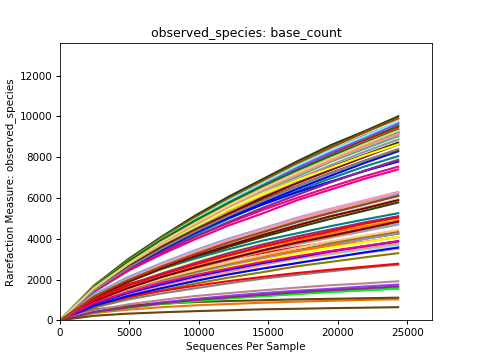 observed_species: base_count
Rarefaction Measure: observed_species
12000
10000
8000
6000
4000
2000
0
0 5000 10000 15000 20000 25000
Sequences Per Sample